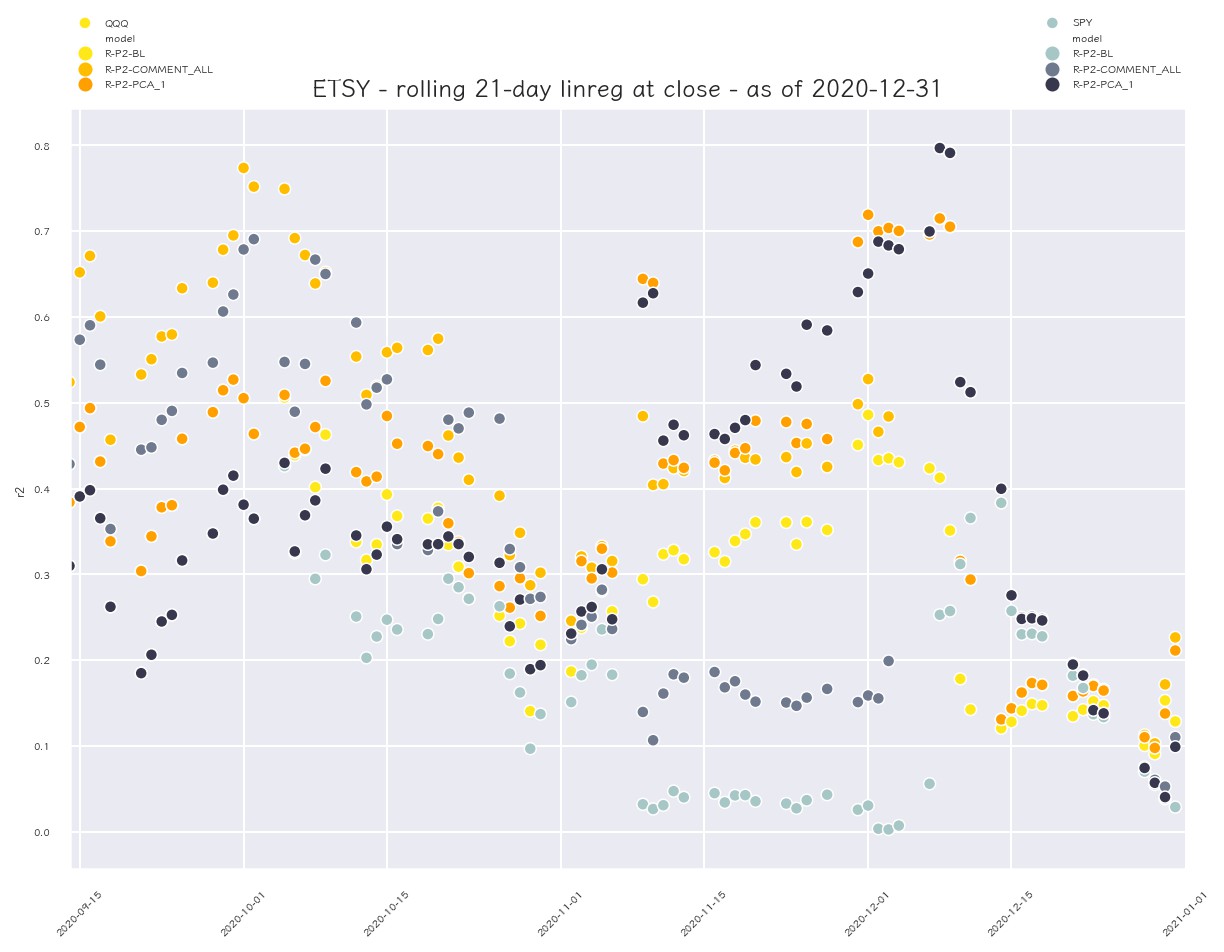 QQQ
model
R-P2-BL
R-P2-COMMENT_ALL
R-P2-PCA_1
SPY
model
R-P2-BL
R-P2-COMMENT_ALL
R-P2-PCA_1
ETSY - rolling 21-day linreg at close - as of 2020-12-31
0.8
0.7
0.6
0.5
0.4
0.3
0.2
0.1
0.0
r2
2020-09-15
2020-10-01
2020-10-15
2020-11-01
2020-11-15
2020-12-01
2020-12-15
2021-01-01